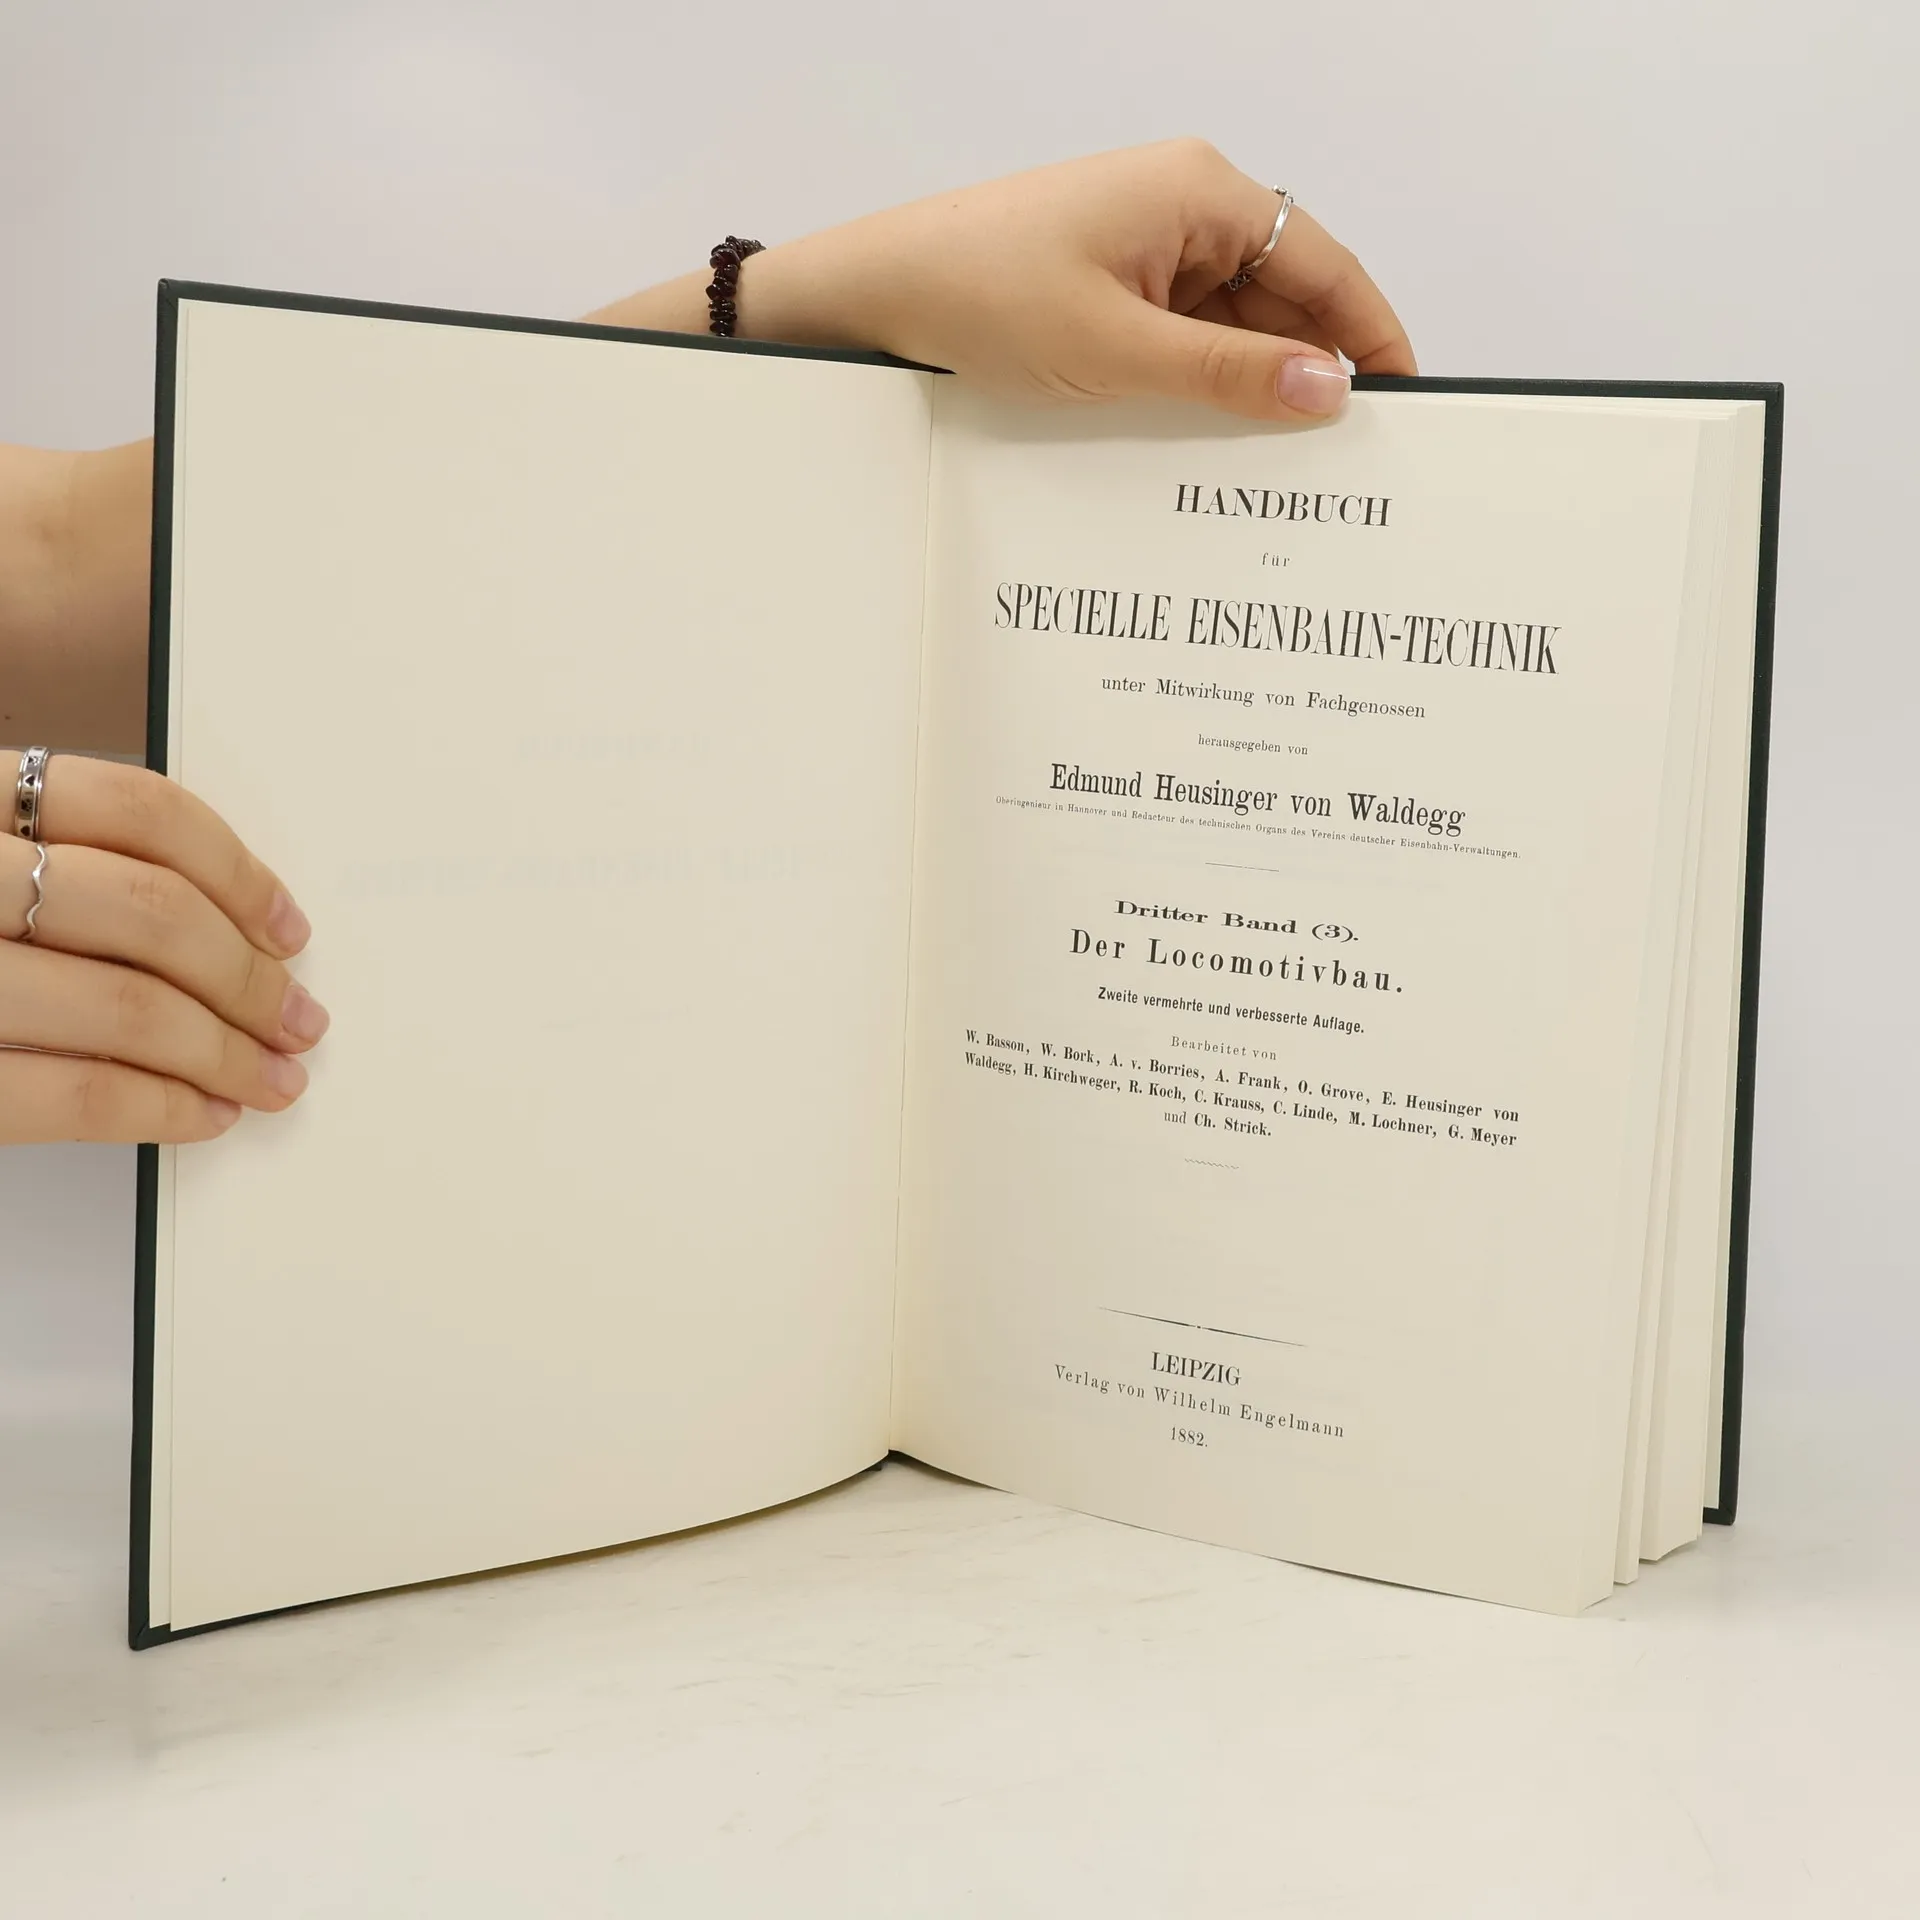 HANDBUCH
für
SPECIELLE EISENBAHN-TECHNIK
unter Mitwirkung von Fachgenossen
herausgegeben von
Edmund Heusinger von Waldegg
Oberingenieur in Hannover und Redacteur des technischen Organs des Vereins deutscher Eisenbahn-Verwaltungen.
Dritter Band (3).
Der Locomotivbau.
Zweite vermehrte und verbesserte Auflage.
Bearbeitet von
W. Basson, W. Bork, A. v. Borries, A. Frank, O. Grove, E. Heusinger von
Waldegg, H. Kirchweger, R. Koch, C. Krauss, C. Linde, M. Lochner, G. Meyer
und Ch. Strick.
LEIPZIG
Verlag von Wilhelm Engelmann
1882.